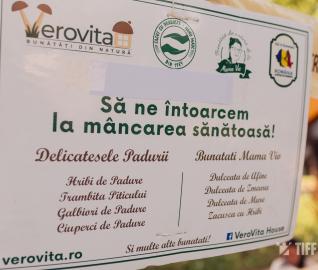 Verovita
BUNĂTĂȚI DIN NATURĂ
Mama Vio
ROMÂNIA
Să ne întoarcem
la mâncarea sănătoasă!
Delicatesele Padurii
Hribi de Padure
Trambita Piticului
Galbiori de Padure
Ciuperci de Padure
Bunatati Mama Vio
Dulceata de Afine
Dulceata de Zmeura
Dulceata de Mure
Zacusca cu Hribi
Si multe alte bunatati!
VeroVita House
verovita.ro
TIFF